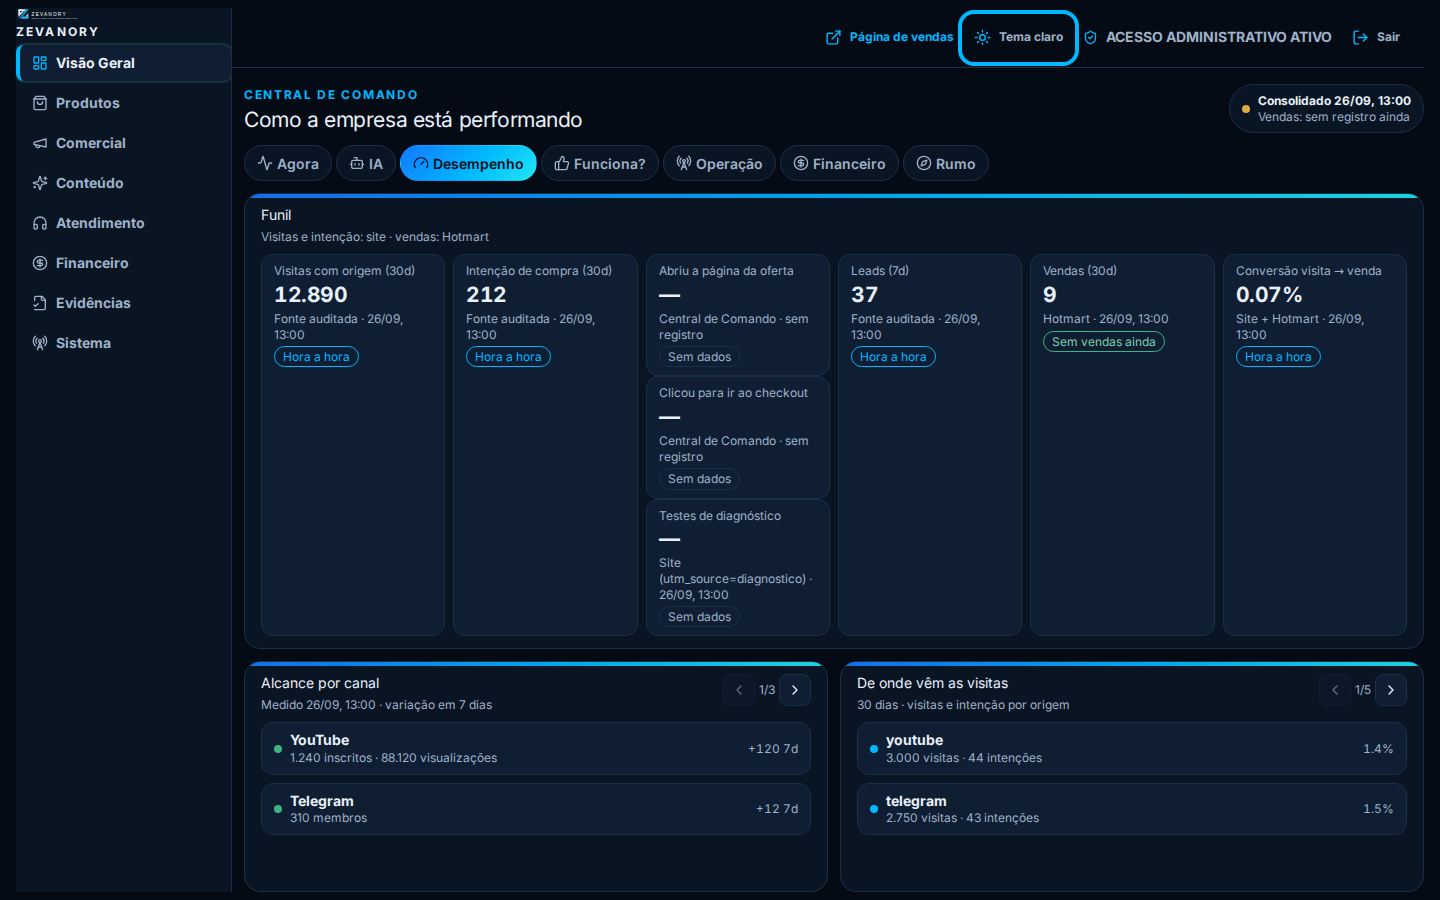 ZEVANORY
ZEVANORY
Visão Geral
Produtos
Comercial
Conteúdo
Atendimento
Financeiro
Evidências
Sistema
Página de vendas
Tema claro
ACESSO ADMINISTRATIVO ATIVO
Sair
CENTRAL DE COMANDO
Como a empresa está performando
Consolidado 26/09, 13:00
Vendas: sem registro ainda
Agora
IA
Desempenho
Funciona?
Operação
Financeiro
Rumo
Funil
Visitas e intenção: site · vendas: Hotmart
Visitas com origem (30d)
12.890
Fonte auditada · 26/09,
13:00
Hora a hora
Intenção de compra (30d)
212
Fonte auditada · 26/09,
13:00
Hora a hora
Abriu a página da oferta
—
Central de Comando · sem
registro
Sem dados
Clicou para ir ao checkout
—
Central de Comando · sem
registro
Sem dados
Testes de diagnóstico
—
Site
(utm_source=diagnostico) ·
26/09, 13:00
Sem dados
Leads (7d)
37
Fonte auditada · 26/09,
13:00
Hora a hora
Vendas (30d)
9
Hotmart · 26/09, 13:00
Sem vendas ainda
Conversão visita → venda
0.07%
Site + Hotmart · 26/09,
13:00
Hora a hora
Alcance por canal
Medido 26/09, 13:00 · variação em 7 dias
1/3
YouTube
1.240 inscritos · 88.120 visualizações
+120 7d
Telegram
310 membros
+12 7d
De onde vêm as visitas
30 dias · visitas e intenção por origem
1/5
youtube
3.000 visitas · 44 intenções
1.4%
telegram
2.750 visitas · 43 intenções
1.5%